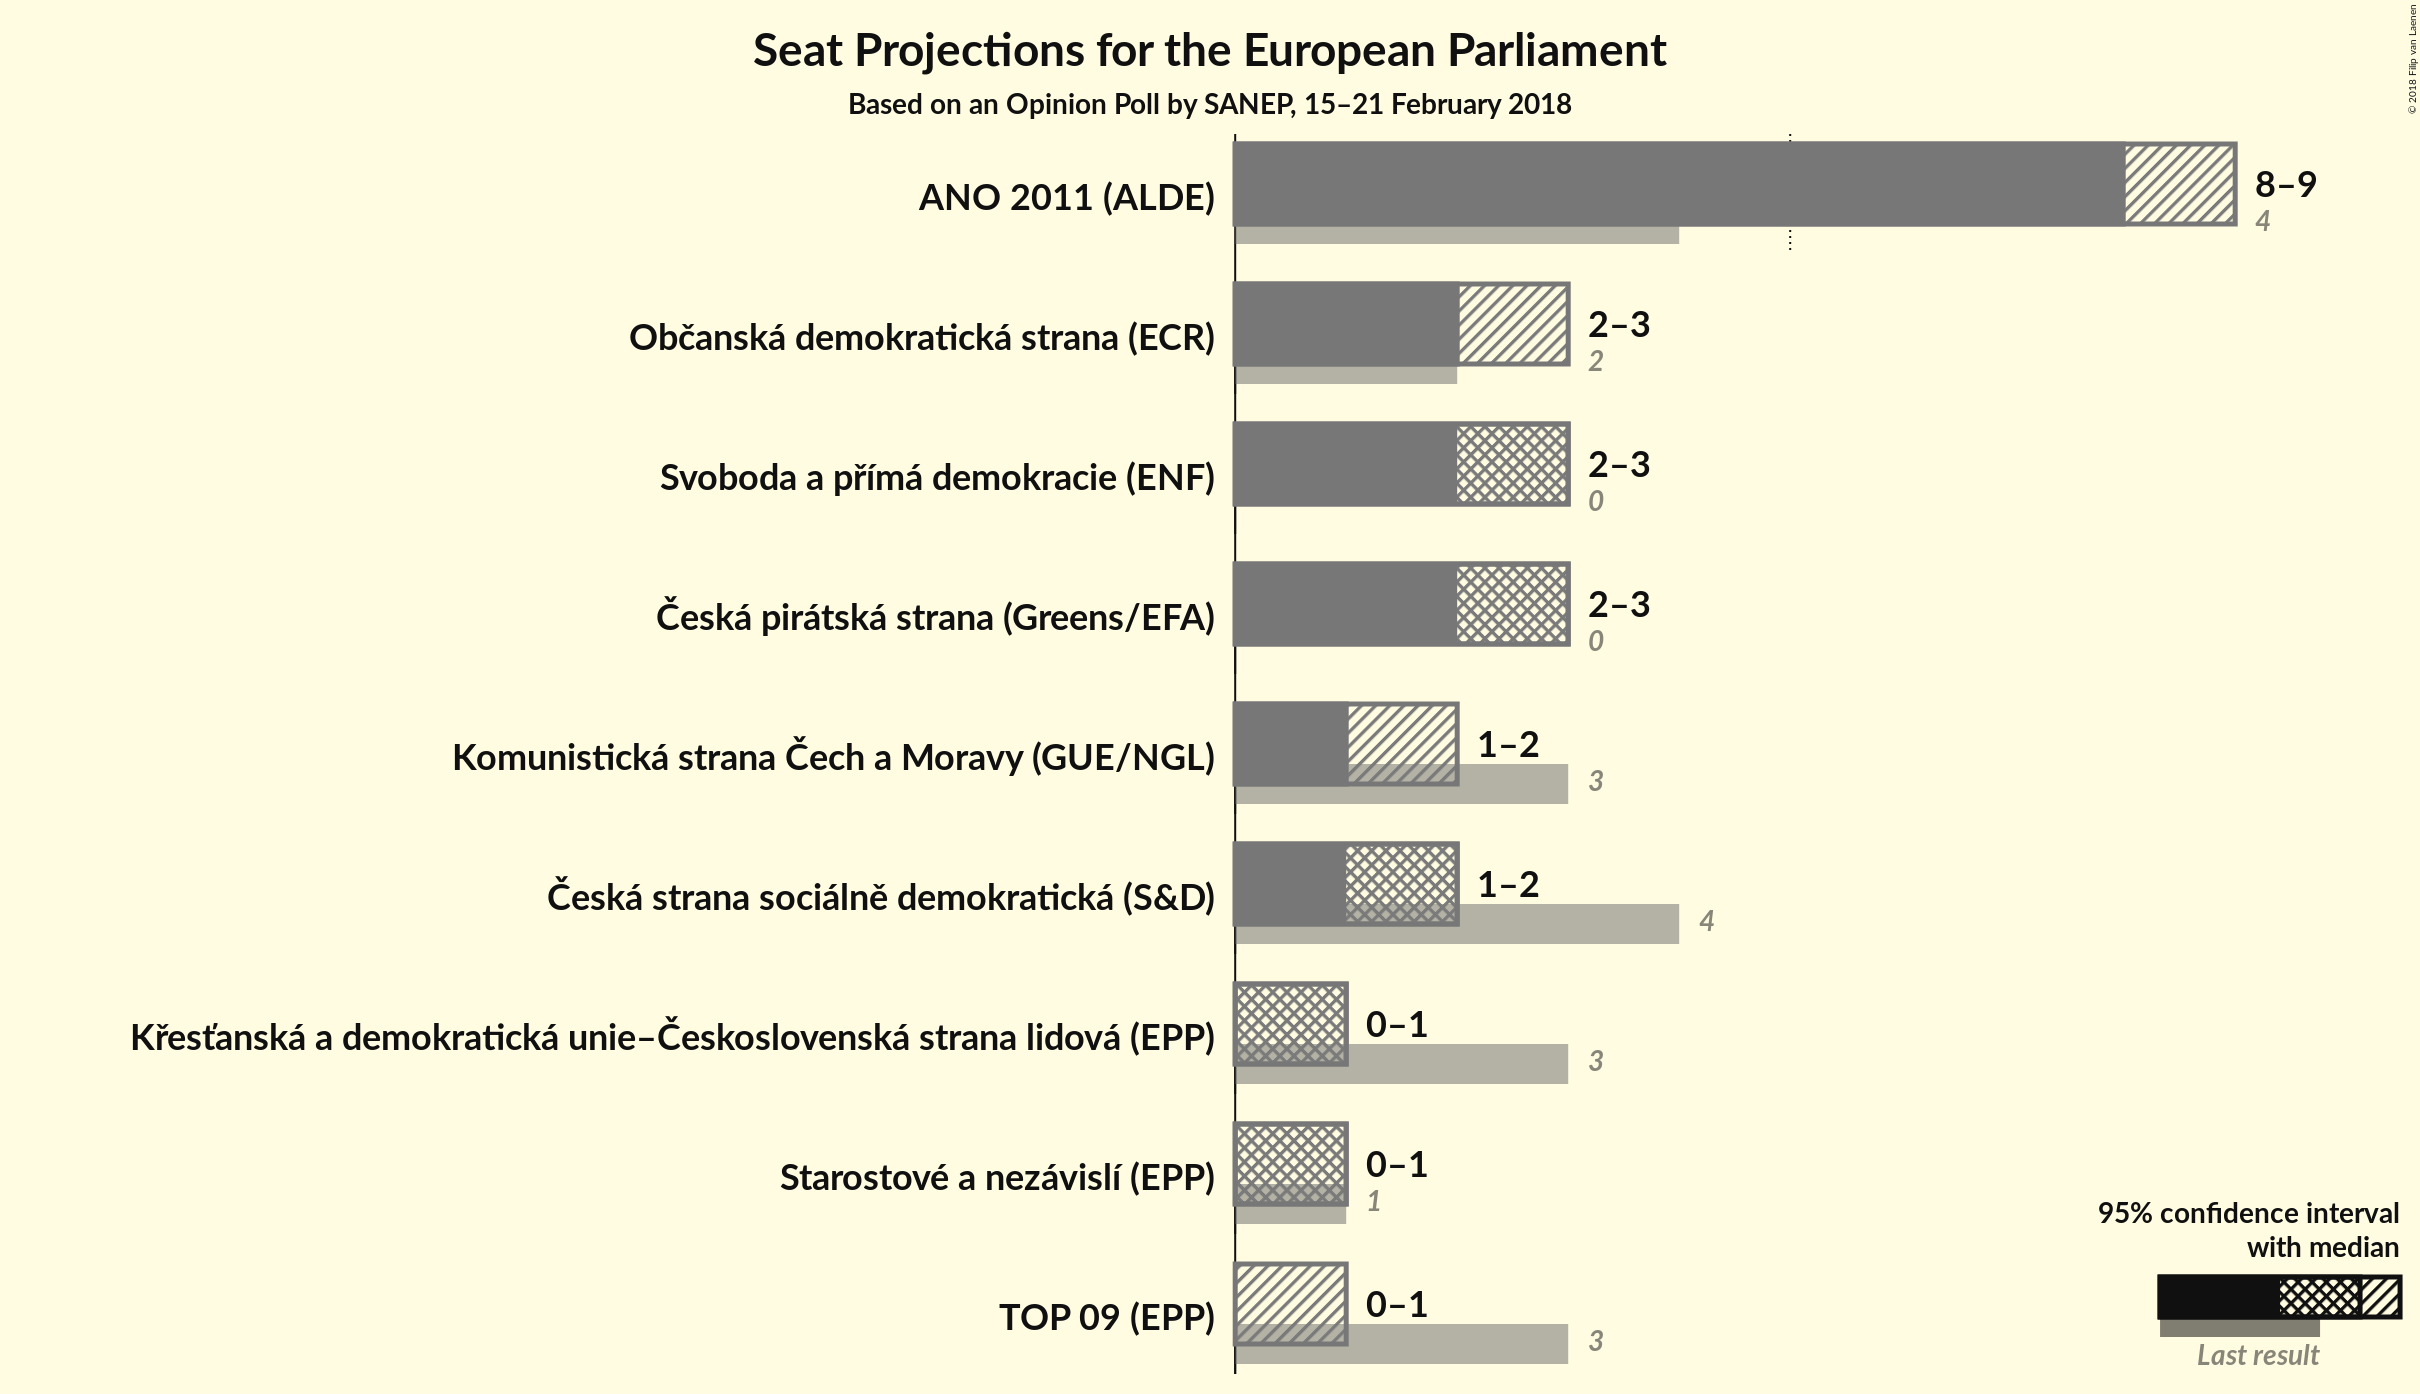 Seat Projections for the European Parliament
Based on an Opinion Poll by SANEP, 15–21 February 2018
© 2018 Filip van Laenen
ANO 2011 (ALDE)
8–9
4
Občanská demokratická strana (ECR)
2–3
2
Svoboda a přímá demokracie (ENF)
2–3
0
Česká pirátská strana (Greens/EFA)
2–3
0
Komunistická strana Čech a Moravy (GUE/NGL)
1–2
3
Česká strana sociálně demokratická (S&D)
1–2
4
Křesťanská a demokratická unie–Československá strana lidová (EPP)
0–1
3
Starostové a nezávislí (EPP)
0–1
1
TOP 09 (EPP)
0–1
3
95% confidence interval
with median
Last result